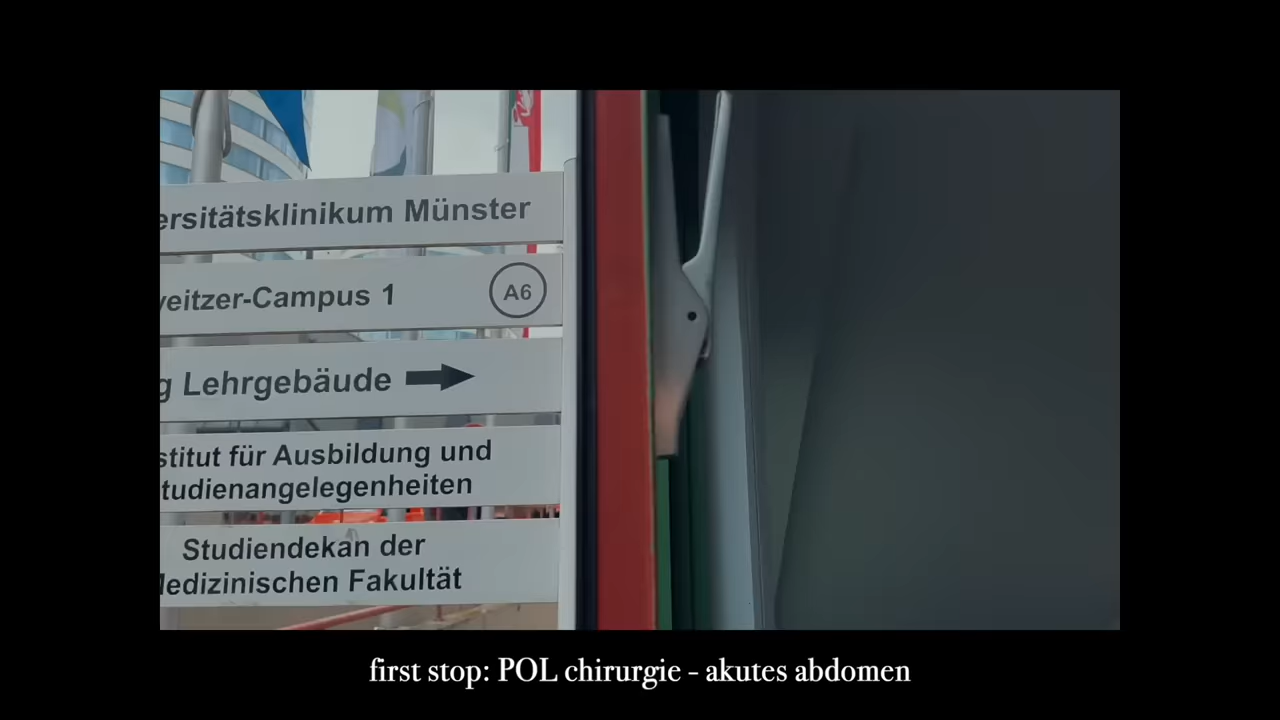 ersitätsklinikum Münster
eitzer-Campus 1 A6
g Lehrgebäude
stitut für Ausbildung und
tudienangelegenheiten
Studiendekan der
edizinischen Fakultät
first stop: POL chirurgie - akutes abdomen